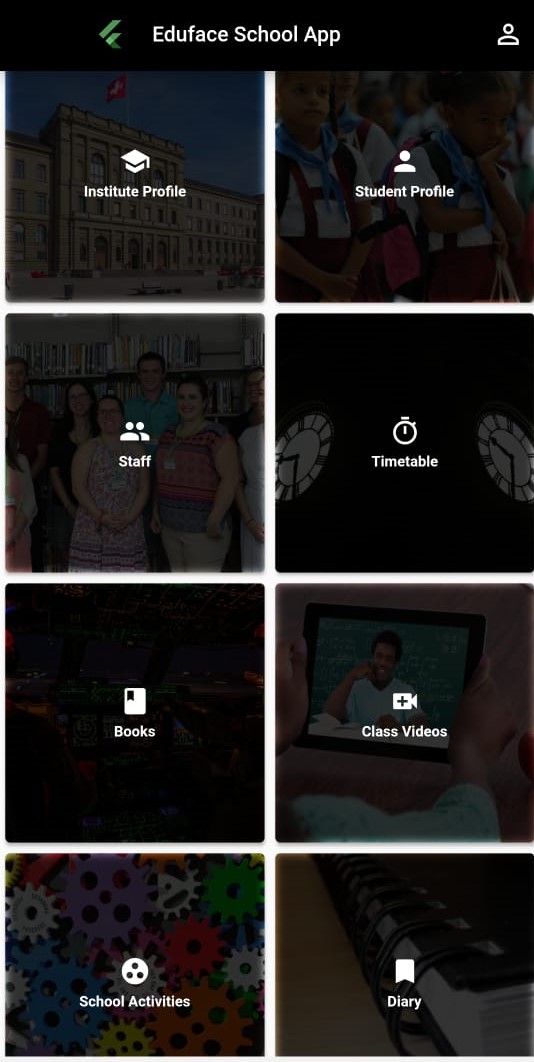 Eduface School App
Institute Profile
Student Profile
Staff
Timetable
Books
Class Videos
School Activities
Diary